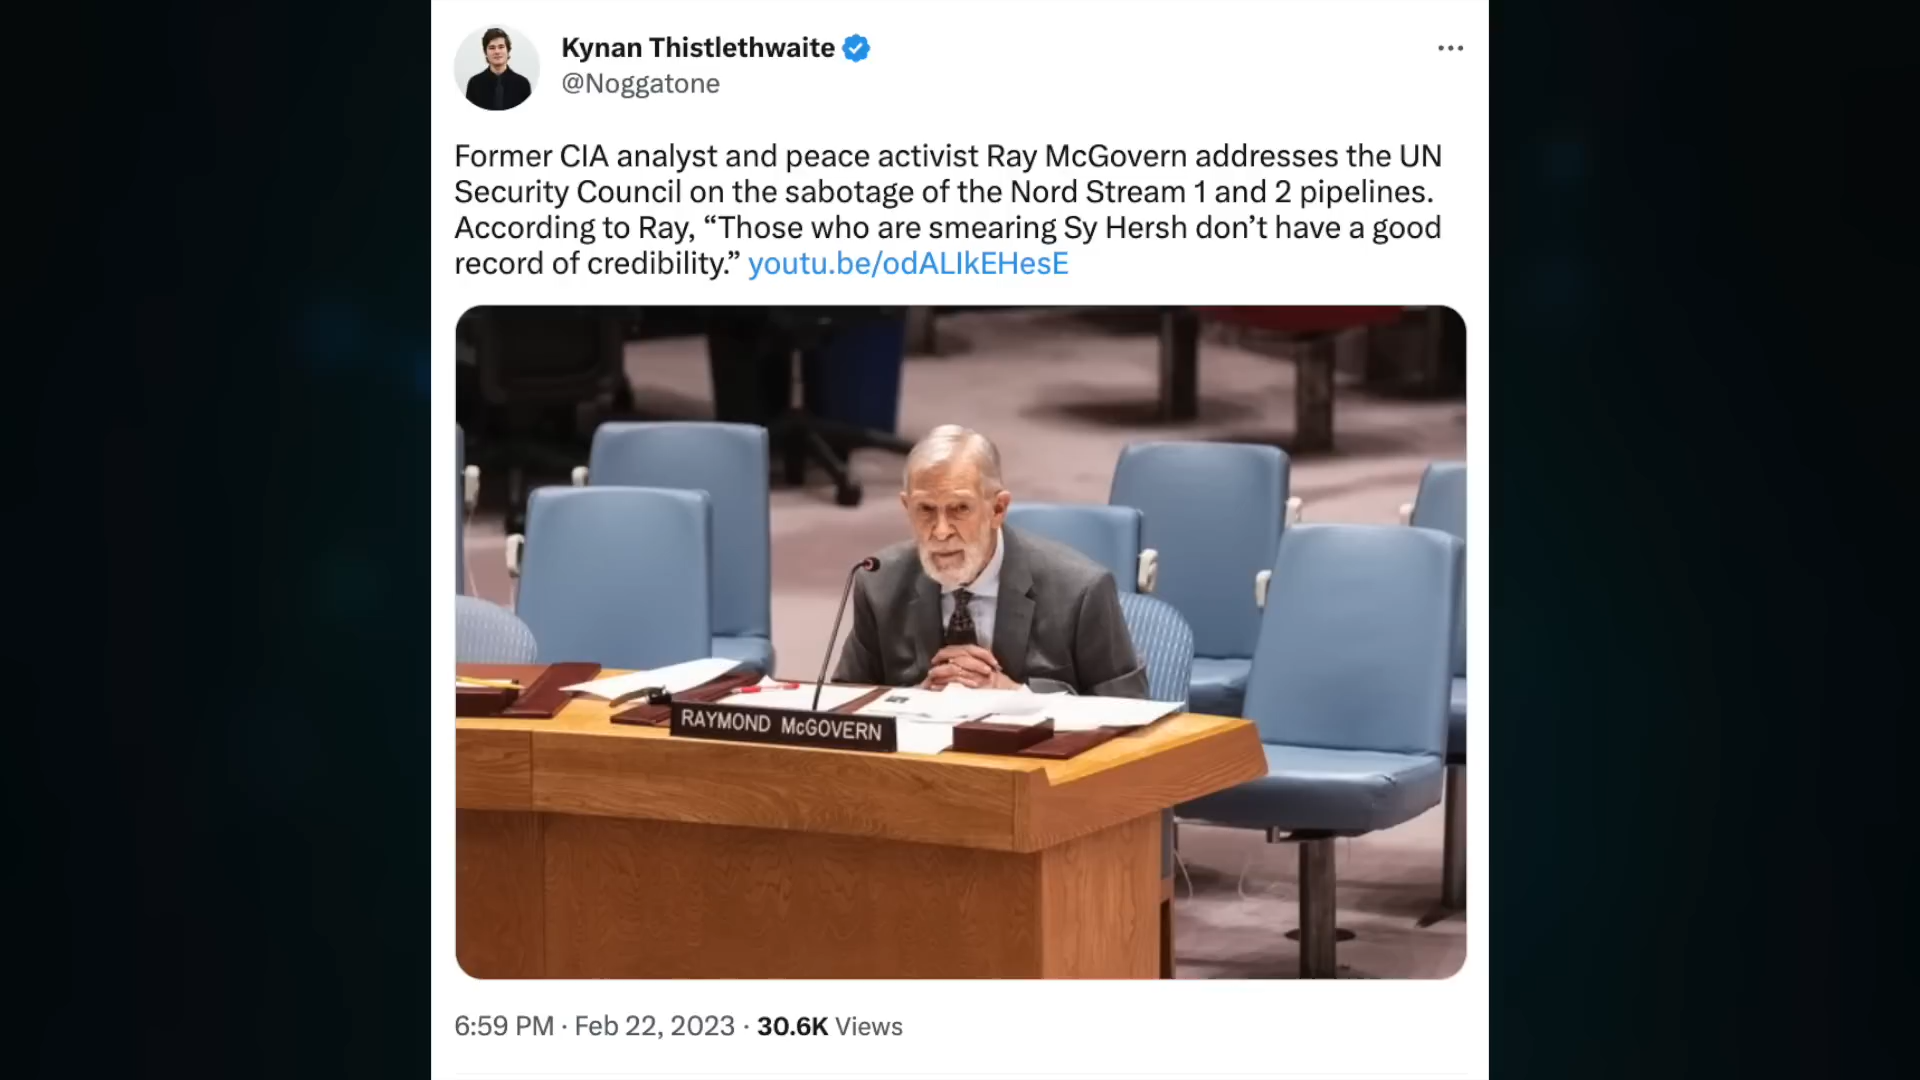 Kynan Thistlethwaite
@Noggatone
Former CIA analyst and peace activist Ray McGovern addresses the UN
Security Council on the sabotage of the Nord Stream 1 and 2 pipelines.
According to Ray, “Those who are smearing Sy Hersh don’t have a good
record of credibility.” youtu.be/odALIkEHesE
RAYMOND McGOVERN
6:59 PM · Feb 22, 2023 · 30.6K Views